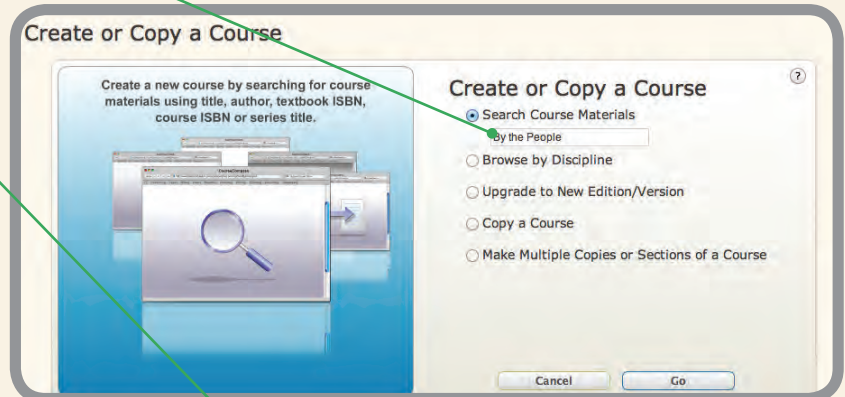 Create or Copy a Course
Create a new course by searching for course
materials using title, author, textbook ISBN,
course ISBN or series title.
Create or Copy a Course
?
Search Course Materials
By the People
Browse by Discipline
Upgrade to New Edition/Version
Copy a Course
Make Multiple Copies or Sections of a Course
Cancel
Go